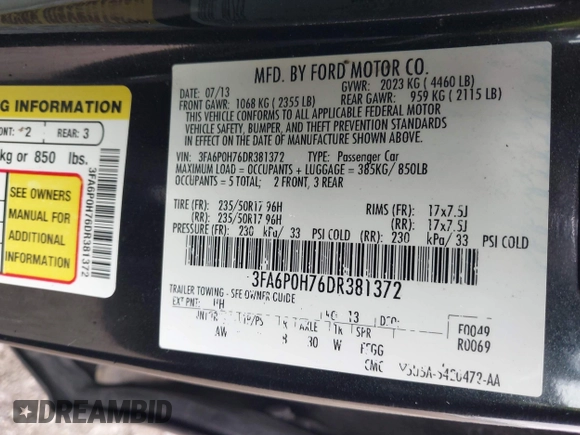 MFD. BY FORD MOTOR CO.
DATE: 07/13 GVWR: 2023 KG ( 4460 LB)
FRONT GAWR: 1068 KG ( 2355 LB) REAR GAWR: 959 KG ( 2115 LB)
THIS VEHICLE CONFORMS TO ALL APPLICABLE FEDERAL MOTOR
VEHICLE SAFETY, BUMPER, AND THEFT PREVENTION STANDARDS
IN EFFECT ON THE DATE OF MANUFACTURE SHOWN ABOVE.
VIN: 3FA6P0H76DR381372 TYPE: Passenger Car
MAXIMUM LOAD = OCCUPANTS + LUGGAGE = 385KG/ 850LB
OCCUPANTS = 5 TOTAL; 2 FRONT, 3 REAR
TIRE (FR): 235/50R17 96H RIMS (FR): 17x7.5J
(RR): 235/50R17 96H (RR): 17x7.5J
PRESSURE (FR): 230 kPa/ 33 PSI COLD (RR): 230 kPa/ 33 PSI COLD
3FA6P0H76DR381372
TRAILER TOWING - SEE OWNER GUIDE
EXT PNT: 13
F0049
R0069
AXLE TR SPR
W
G INFORMATION
REAR: 3
kg or 850 lbs.
SEE OWNERS
MANUAL FOR
ADDITIONAL
INFORMATION
3FA6P0H76DR381372
DREAMBID